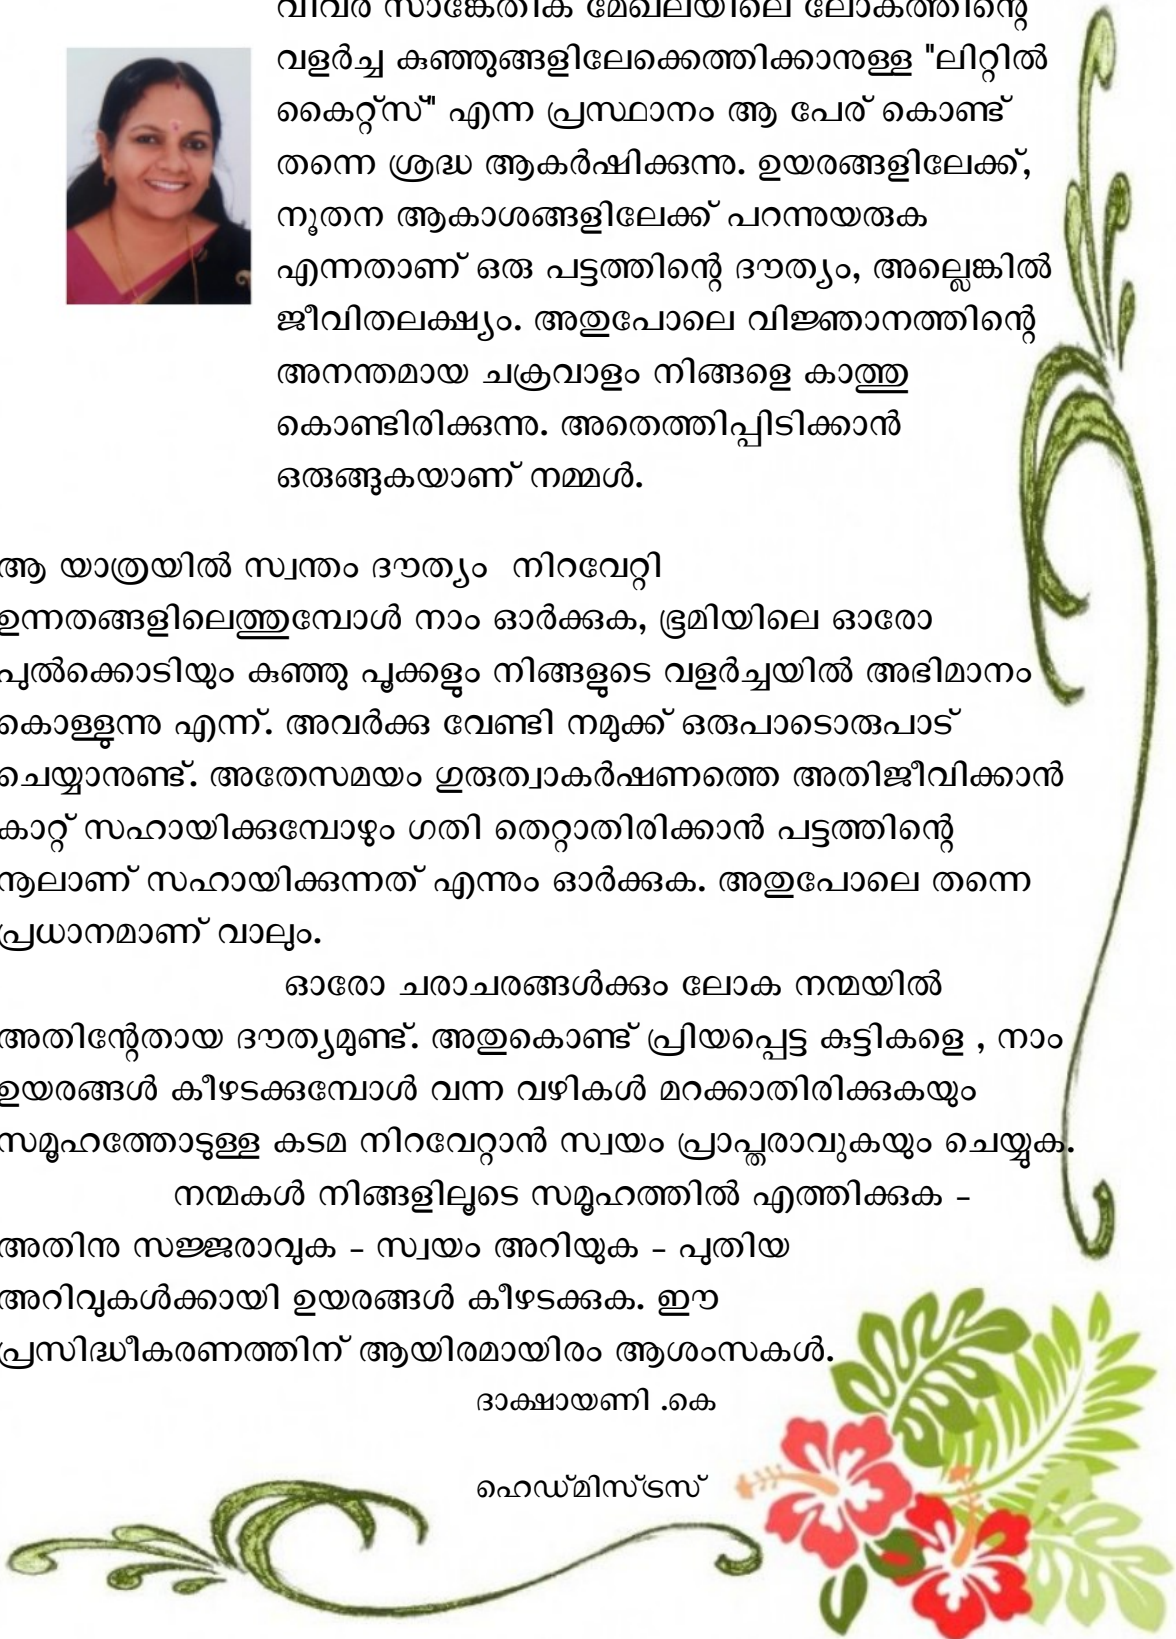 വിവര സാങ്കേതിക മേഖലയിലെ ലോകത്തിന്റെ
വളർച്ച കുഞ്ഞുങ്ങളിലേക്കെത്തിക്കാനുള്ള "ലിറ്റിൽ
കൈറ്റ്സ്" എന്ന പ്രസ്ഥാനം ആ പേര് കൊണ്ട്
തന്നെ ശ്രദ്ധ ആകർഷിക്കുന്നു. ഉയരങ്ങളിലേക്ക്,
നൂതന ആകാശങ്ങളിലേക്ക് പറന്നുയരുക
എന്നതാണ് ഒരു പട്ടത്തിന്റെ ദൗത്യം, അല്ലെങ്കിൽ
ജീവിതലക്ഷ്യം. അതുപോലെ വിജ്ഞാനത്തിന്റെ
അനന്തമായ ചക്രവാളം നിങ്ങളെ കാത്തു
കൊണ്ടിരിക്കുന്നു. അതെത്തിപ്പിടിക്കാൻ
ഒരുങ്ങുകയാണ് നമ്മൾ.
ആ യാത്രയിൽ സ്വന്തം ദൗത്യം നിറവേറ്റി
ഉന്നതങ്ങളിലെത്തുമ്പോൾ നാം ഓർക്കുക, ഭൂമിയിലെ ഓരോ
പുൽക്കൊടിയും കുഞ്ഞു പൂക്കളും നിങ്ങളുടെ വളർച്ചയിൽ അഭിമാനം
കൊള്ളുന്നു എന്ന്. അവർക്കു വേണ്ടി നമുക്ക് ഒരുപാടൊരുപാട്
ചെയ്യാനുണ്ട്. അതേസമയം ഗുരുത്വാകർഷണത്തെ അതിജീവിക്കാൻ
കാറ്റ് സഹായിക്കുമ്പോഴും ഗതി തെറ്റാതിരിക്കാൻ പട്ടത്തിന്റെ
നൂലാണ് സഹായിക്കുന്നത് എന്നും ഓർക്കുക. അതുപോലെ തന്നെ
പ്രധാനമാണ് വാലും.
ഓരോ ചരാചരങ്ങൾക്കും ലോക നന്മയിൽ
അതിന്റേതായ ദൗത്യമുണ്ട്. അതുകൊണ്ട് പ്രിയപ്പെട്ട കുട്ടികളെ , നാം
ഉയരങ്ങൾ കീഴടക്കുമ്പോൾ വന്ന വഴികൾ മറക്കാതിരിക്കുകയും
സമൂഹത്തോടുള്ള കടമ നിറവേറ്റാൻ സ്വയം പ്രാപ്തരാവുകയും ചെയ്യുക.
നന്മകൾ നിങ്ങളിലൂടെ സമൂഹത്തിൽ എത്തിക്കുക –
അതിനു സജ്ജരാവുക – സ്വയം അറിയുക – പുതിയ
അറിവുകൾക്കായി ഉയരങ്ങൾ കീഴടക്കുക. ഈ
പ്രസിദ്ധീകരണത്തിന് ആയിരമായിരം ആശംസകൾ.
ദാക്ഷായണി .കെ
ഹെഡ്മിസ്ട്രസ്